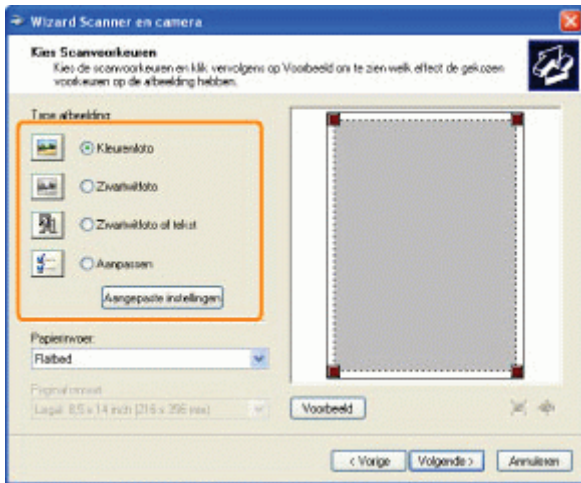 Wizard Scanner en camera
Kies Scanvoorkeuren
Kies de scanvoorkeuren en klik vervolgens op Voorbeeld om te zien welk effect de gekozen
voorkeuren op de afbeelding hebben.
Type afbeelding:
Kleurenfoto
Zwartwitfoto
Zwartwitfoto of tekst
Aanpassen
Aangepaste instellingen
Papierinvoer:
Flatbed
Paginaformaat:
Legal: 8,5 x 14 inch (216 x 356 mm)
Voorbeeld
< Vorige
Volgende >
Annuleren